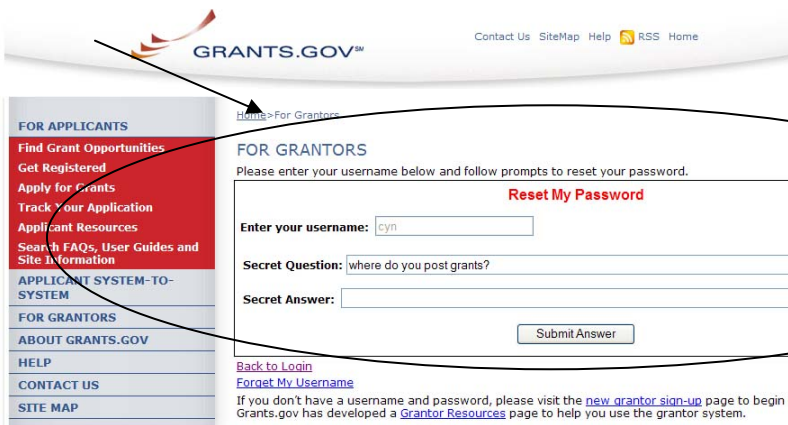 GRANTS.GOV℠
Contact Us SiteMap Help RSS Home
FOR APPLICANTS
Find Grant Opportunities
Get Registered
Apply for Grants
Track Your Application
Applicant Resources
Search FAQs, User Guides and
Site Information
APPLICANT SYSTEM-TO-
SYSTEM
FOR GRANTORS
ABOUT GRANTS.GOV
HELP
CONTACT US
SITE MAP
Home>For Grantors
FOR GRANTORS
Please enter your username below and follow prompts to reset your password.
Reset My Password
Enter your username: cyn
Secret Question: where do you post grants?
Secret Answer:
Submit Answer
Back to Login
Forget My Username
If you don't have a username and password, please visit the new grantor sign-up page to begin
Grants.gov has developed a Grantor Resources page to help you use the grantor system.